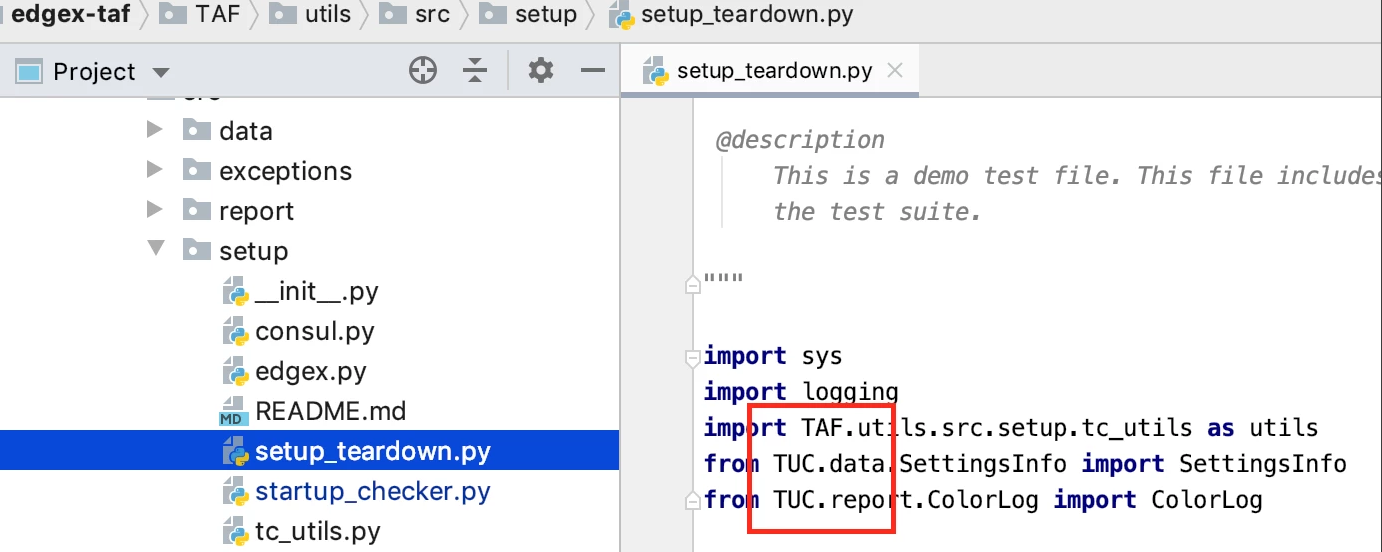 edgex-taf TAF utils src setup setup_teardown.py
Project
setup_teardown.py
src
data
exceptions
report
setup
__init__.py
consul.py
edgex.py
MD README.md
setup_teardown.py
startup_checker.py
tc_utils.py
@description
This is a demo test file. This file includes
the test suite.
"""
import sys
import logging
import TAF.utils.src.setup.tc_utils as utils
from TUC.data.SettingsInfo import SettingsInfo
from TUC.report.ColorLog import ColorLog